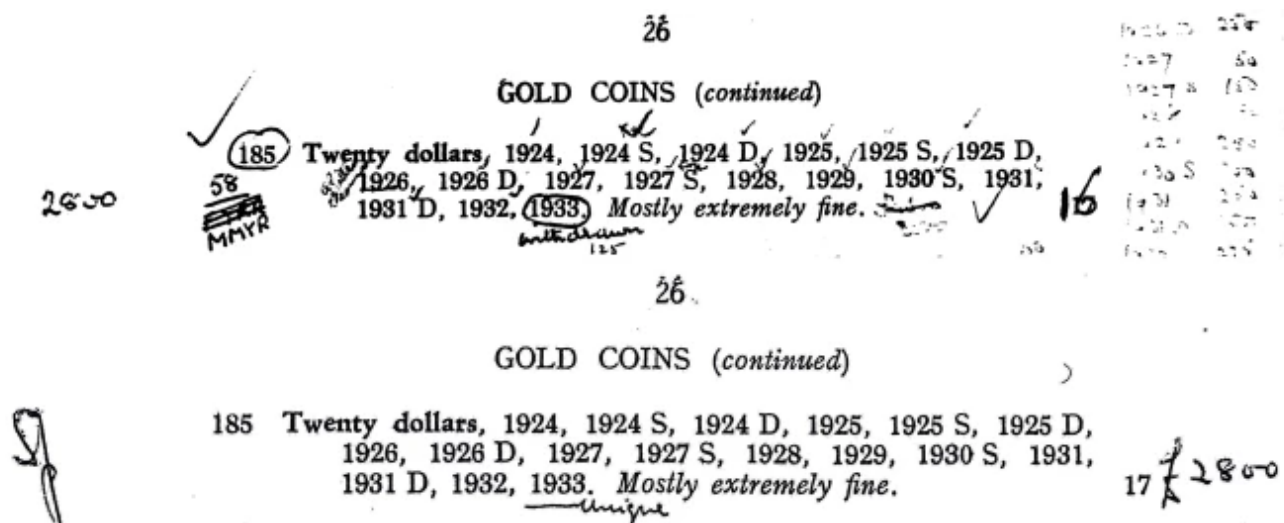 26
GOLD COINS (continued)
185 Twenty dollars, 1924, 1924 S, 1924 D, 1925, 1925 S, 1925 D,
2800 58 1926, 1926 D, 1927, 1927 S, 1928, 1929, 1930 S, 1931,
MMYR 1931 D, 1932, 1933. Mostly extremely fine. 16
withdrawn
125
26
GOLD COINS (continued)
185 Twenty dollars, 1924, 1924 S, 1924 D, 1925, 1925 S, 1925 D,
1926, 1926 D, 1927, 1927 S, 1928, 1929, 1930 S, 1931,
1931 D, 1932, 1933. Mostly extremely fine. 17 2800
Unique